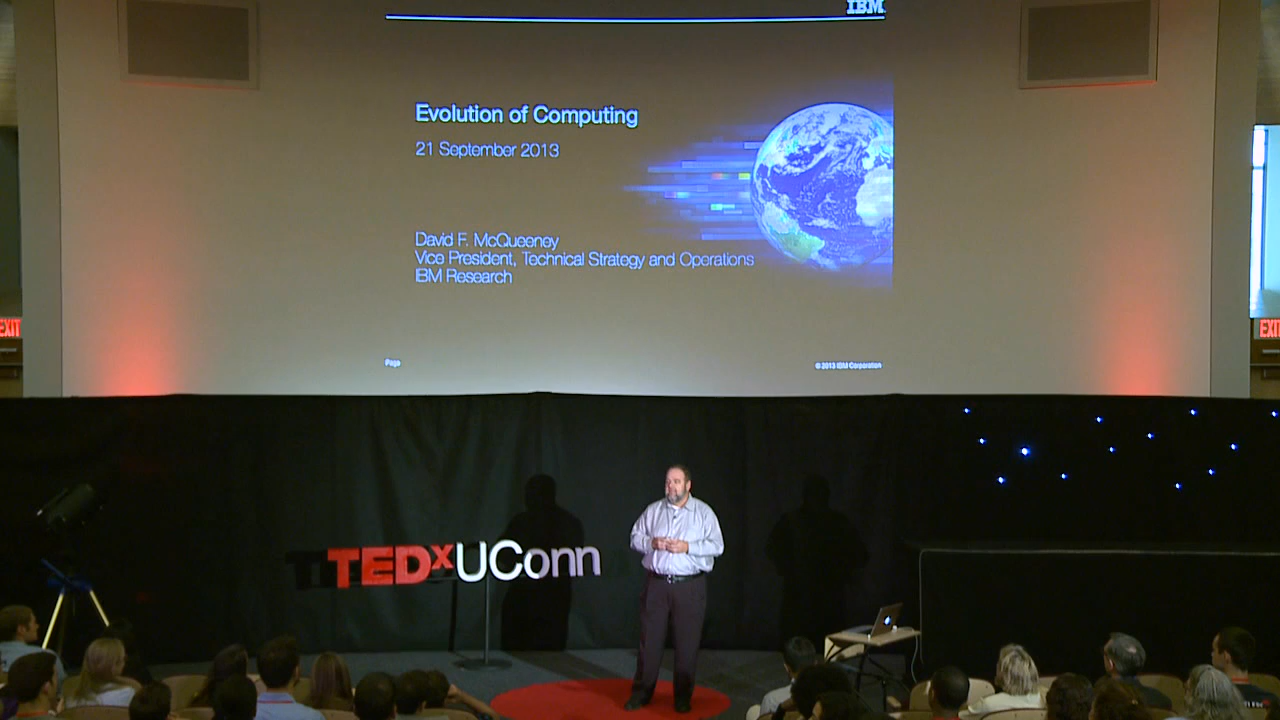 IBM
Evolution of Computing
21 September 2013
David F. McQueeney
Vice President, Technical Strategy and Operations
IBM Research
Page
© 2013 IBM Corporation
EXIT
EXI
TEDxUConn